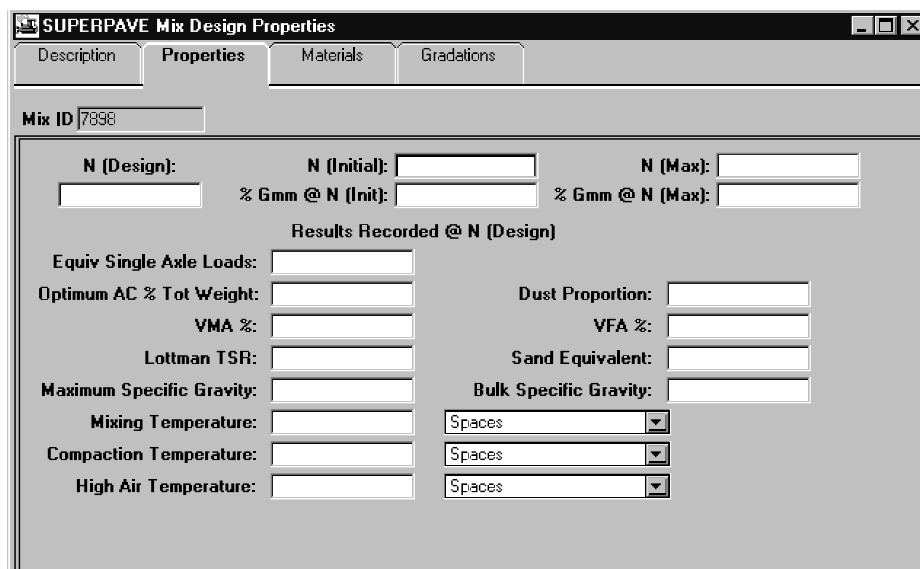 SUPERPAVE Mix Design Properties
Description Properties Materials Gradations
Mix ID 7898
N (Design): N (Initial): N (Max):
% Gmm @ N (Init): % Gmm @ N (Max):
Results Recorded @ N (Design)
Equiv Single Axle Loads:
Optimum AC % Tot Weight: Dust Proportion:
VMA %: VFA %:
Lottman TSR: Sand Equivalent:
Maximum Specific Gravity: Bulk Specific Gravity:
Mixing Temperature: Spaces
Compaction Temperature: Spaces
High Air Temperature: Spaces